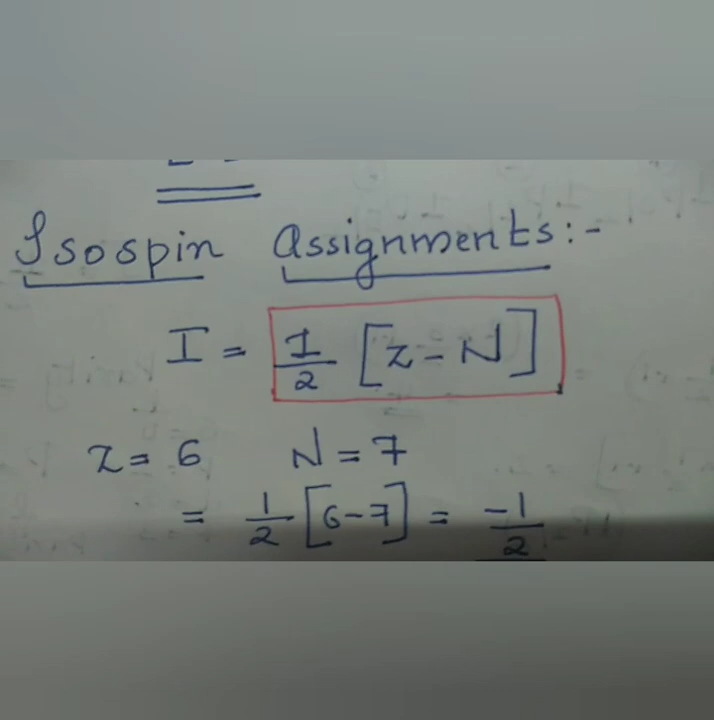 Isospin Assignments:-
I = 1/2 [Z - N]
Z = 6 N = 7
= 1/2 [6-7] = -1/2